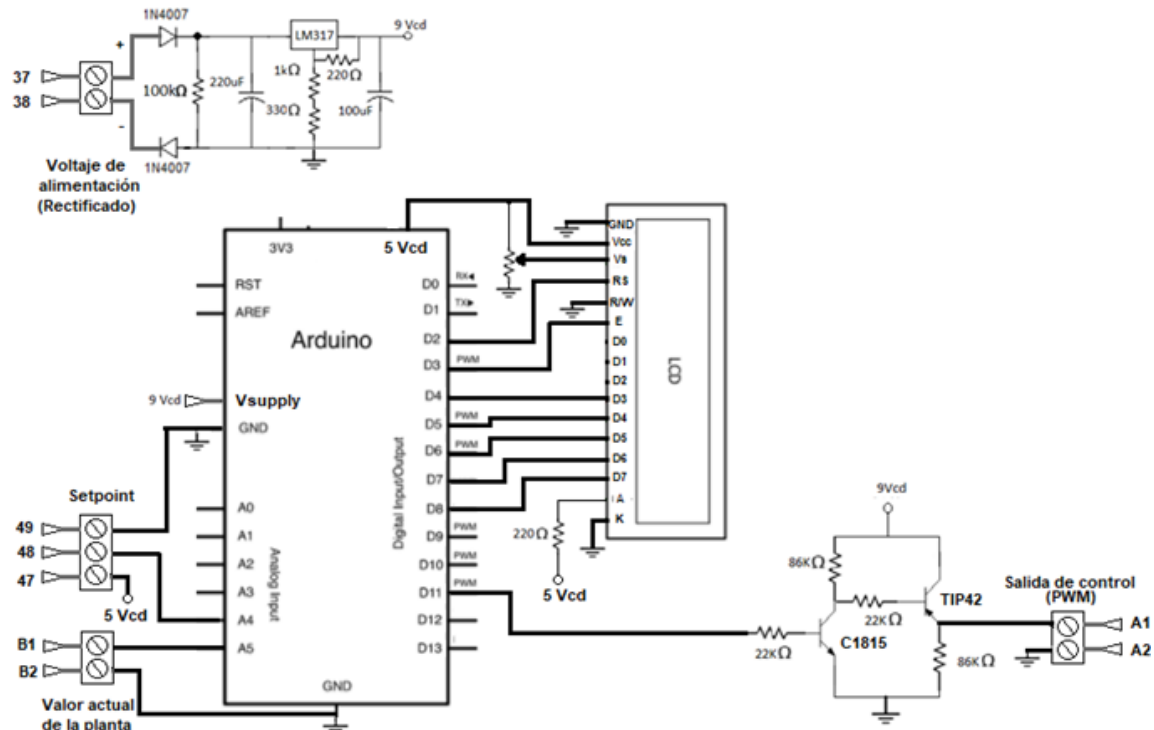 1N4007
9 Vcd
LM317
+
37
38
-
100kΩ
220uF
1kΩ
220Ω
330Ω
100uF
1N4007
Voltaje de
alimentación
(Rectificado)
3V3
5 Vcd
RST
AREF
Arduino
9 Vcd
Vsupply
GND
Setpoint
49
48
47
5 Vcd
A0
A1
A2
A3
A4
A5
Analog Input
B1
B2
Valor actual
de la planta
GND
Digital Input/Output
D0 RX
D1 TX
D2
D3 PWM
D4
D5 PWM
D6 PWM
D7
D8
D9 PWM
D10 PWM
D11 PWM
D12
D13
GND
Vcc
Vs
RS
R/W
E
D0
D1
D2
D3
D4
D5
D6
D7
A
K
LCD
220Ω
5 Vcd
9Vcd
86KΩ
22KΩ
TIP42
22KΩ
C1815
86KΩ
Salida de control
(PWM)
A1
A2